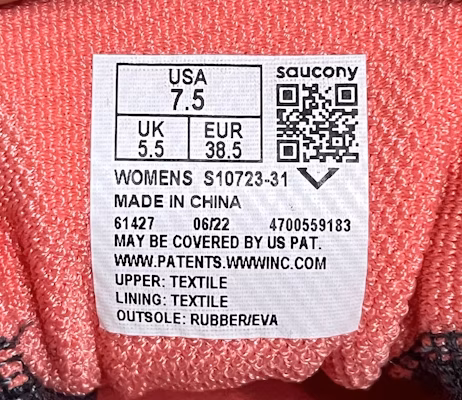 USA
7.5
saucony
UK
5.5
EUR
38.5
WOMENS S10723-31
MADE IN CHINA
61427 06/22 4700559183
MAY BE COVERED BY US PAT.
WWW.PATENTS.WWWINC.COM
UPPER: TEXTILE
LINING: TEXTILE
OUTSOLE: RUBBER/EVA